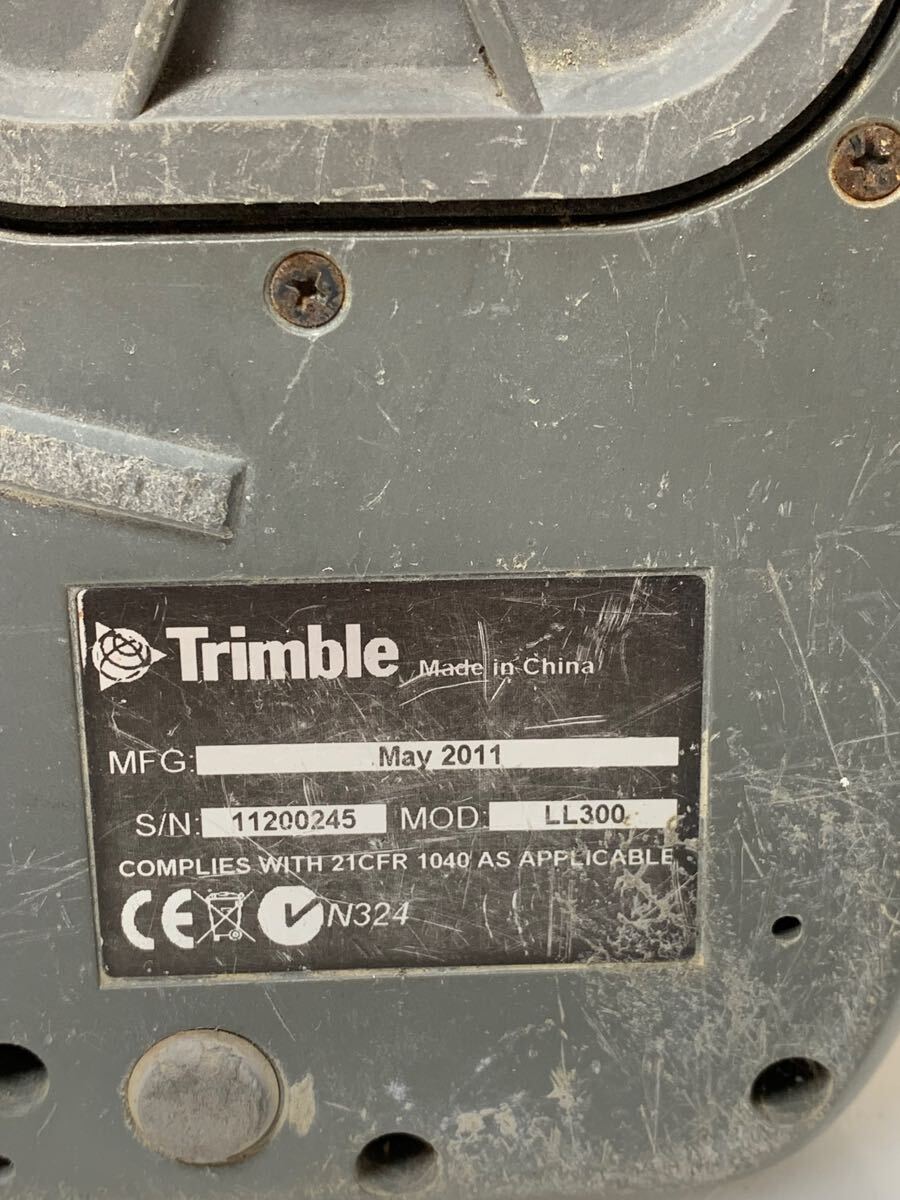 Trimble Made in China
MFG: May 2011
S/N: 11200245 MOD: LL300
COMPLIES WITH 21CFR 1040 AS APPLICABLE
CE N324